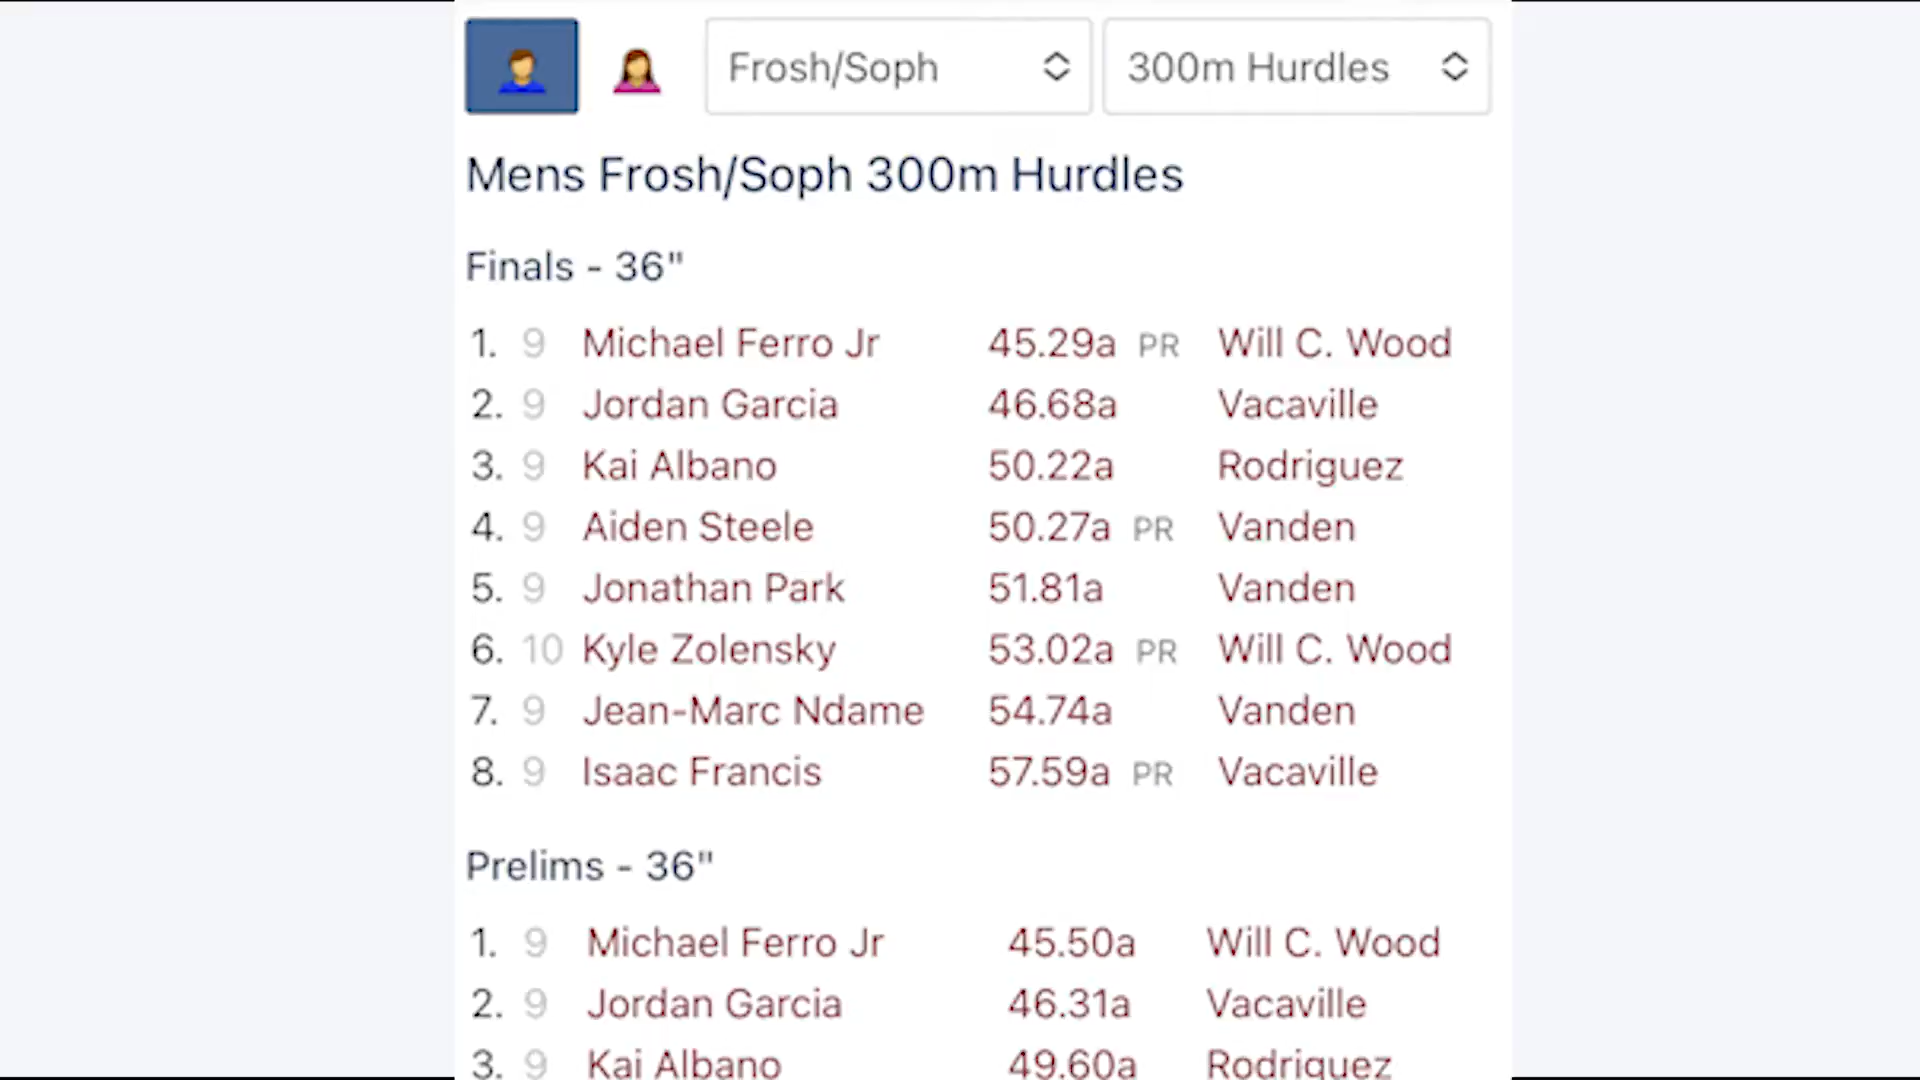 Frosh/Soph 300m Hurdles
Mens Frosh/Soph 300m Hurdles
Finals - 36"
1. 9 Michael Ferro Jr 45.29a PR Will C. Wood
2. 9 Jordan Garcia 46.68a Vacaville
3. 9 Kai Albano 50.22a Rodriguez
4. 9 Aiden Steele 50.27a PR Vanden
5. 9 Jonathan Park 51.81a Vanden
6. 10 Kyle Zolensky 53.02a PR Will C. Wood
7. 9 Jean-Marc Ndame 54.74a Vanden
8. 9 Isaac Francis 57.59a PR Vacaville
Prelims - 36"
1. 9 Michael Ferro Jr 45.50a Will C. Wood
2. 9 Jordan Garcia 46.31a Vacaville
3. 9 Kai Albano 49.60a Rodriguez